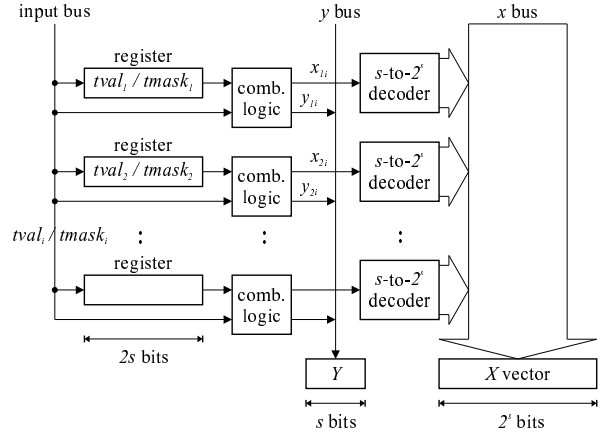 input bus
y bus
x bus
register
tval₁ / tmask₁
comb.
logic
x₁ᵢ
y₁ᵢ
s-to-2ˢ
decoder
register
tval₂ / tmask₂
comb.
logic
x₂ᵢ
y₂ᵢ
s-to-2ˢ
decoder
tvalᵢ / tmaskᵢ
:
:
:
register
comb.
logic
s-to-2ˢ
decoder
2s bits
Y
X vector
s bits
2ˢ bits